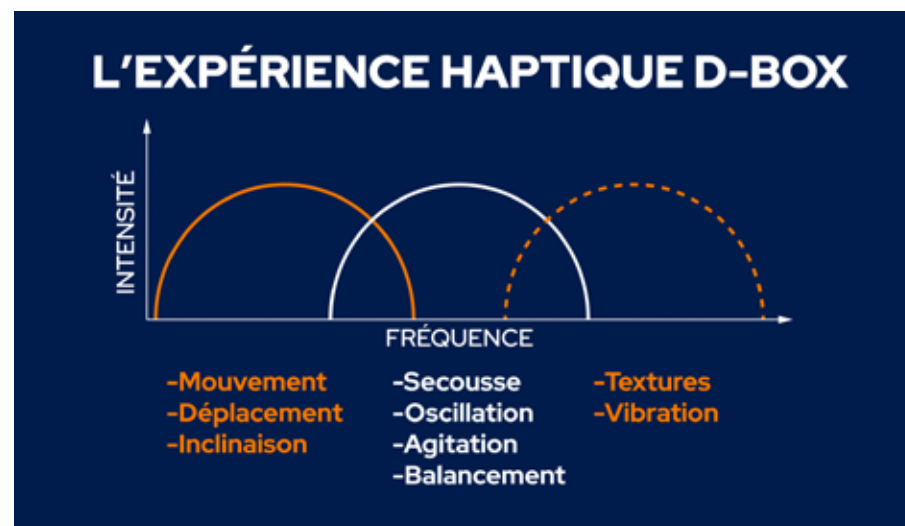 L'EXPÉRIENCE HAPTIQUE D-BOX
INTENSITÉ
FRÉQUENCE
-Mouvement
-Déplacement
-Inclinaison
-Secousse
-Oscillation
-Agitation
-Balancement
-Textures
-Vibration